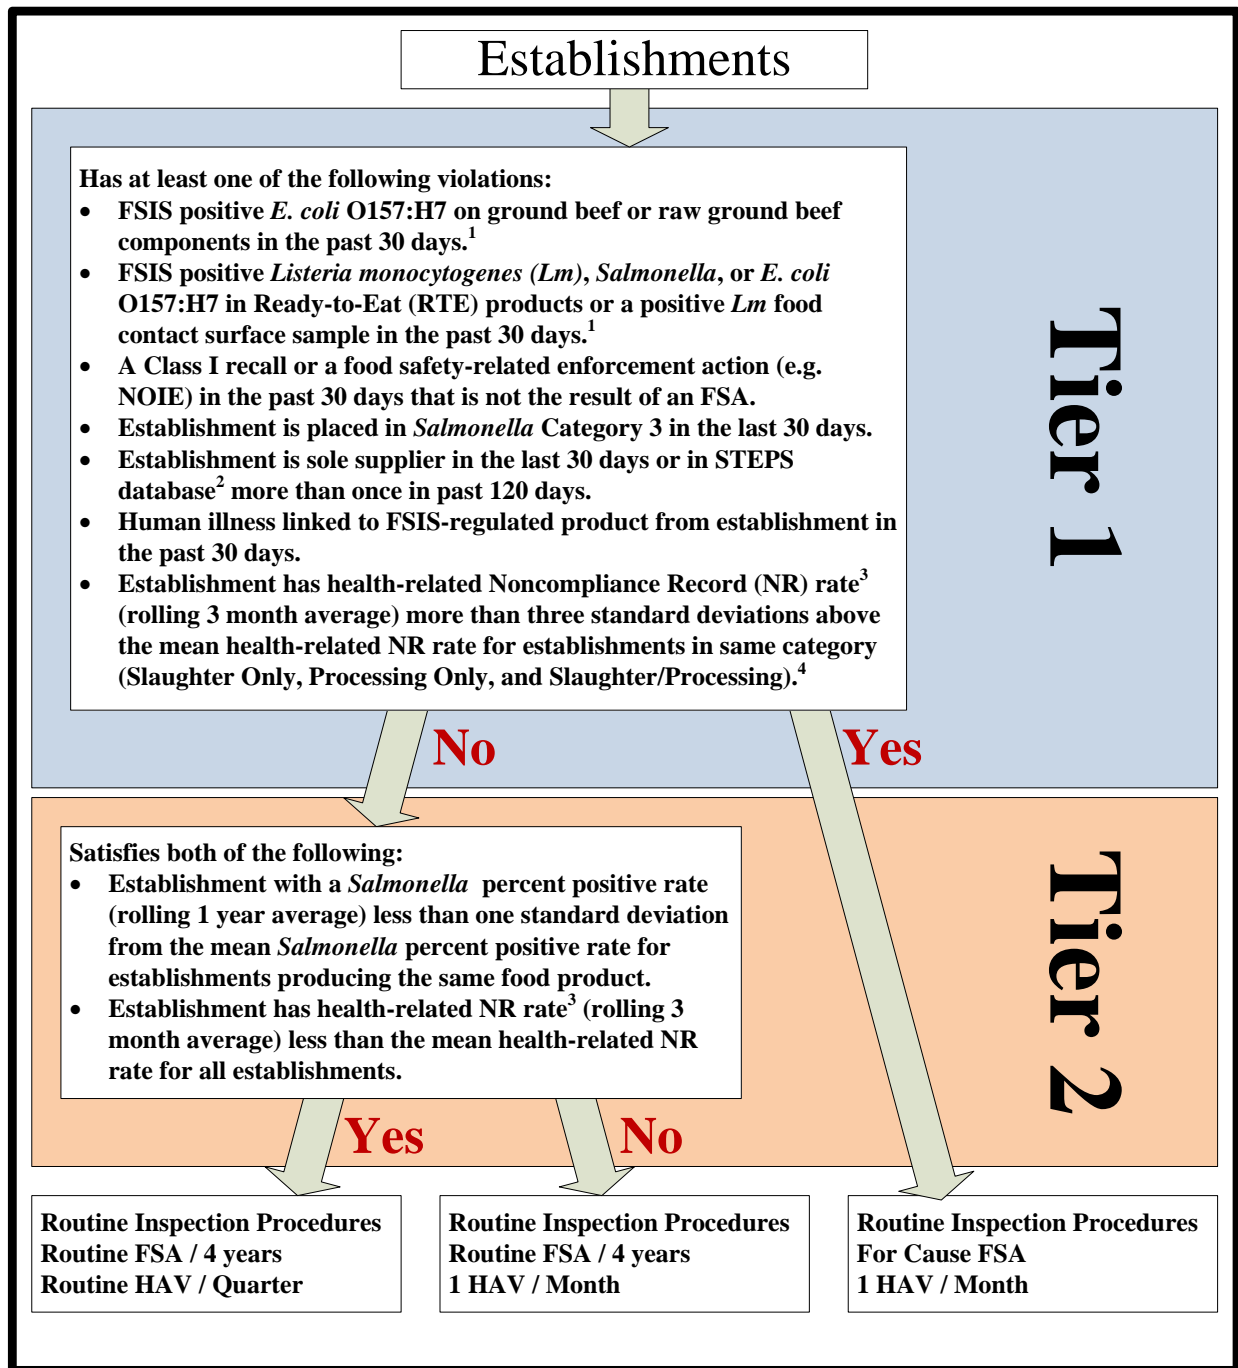 Establishments
Has at least one of the following violations:
• FSIS positive E. coli O157:H7 on ground beef or raw ground beef
components in the past 30 days.1
• FSIS positive Listeria monocytogenes (Lm), Salmonella, or E. coli
O157:H7 in Ready-to-Eat (RTE) products or a positive Lm food
contact surface sample in the past 30 days.1
• A Class I recall or a food safety-related enforcement action (e.g.
NOIE) in the past 30 days that is not the result of an FSA.
• Establishment is placed in Salmonella Category 3 in the last 30 days.
• Establishment is sole supplier in the last 30 days or in STEPS
database2 more than once in past 120 days.
• Human illness linked to FSIS-regulated product from establishment in
the past 30 days.
• Establishment has health-related Noncompliance Record (NR) rate3
(rolling 3 month average) more than three standard deviations above
the mean health-related NR rate for establishments in same category
(Slaughter Only, Processing Only, and Slaughter/Processing).4
Tier 1
No
Yes
Satisfies both of the following:
• Establishment with a Salmonella percent positive rate
(rolling 1 year average) less than one standard deviation
from the mean Salmonella percent positive rate for
establishments producing the same food product.
• Establishment has health-related NR rate3 (rolling 3
month average) less than the mean health-related NR
rate for all establishments.
Tier 2
Yes
No
Routine Inspection Procedures
Routine FSA / 4 years
Routine HAV / Quarter
Routine Inspection Procedures
Routine FSA / 4 years
1 HAV / Month
Routine Inspection Procedures
For Cause FSA
1 HAV / Month